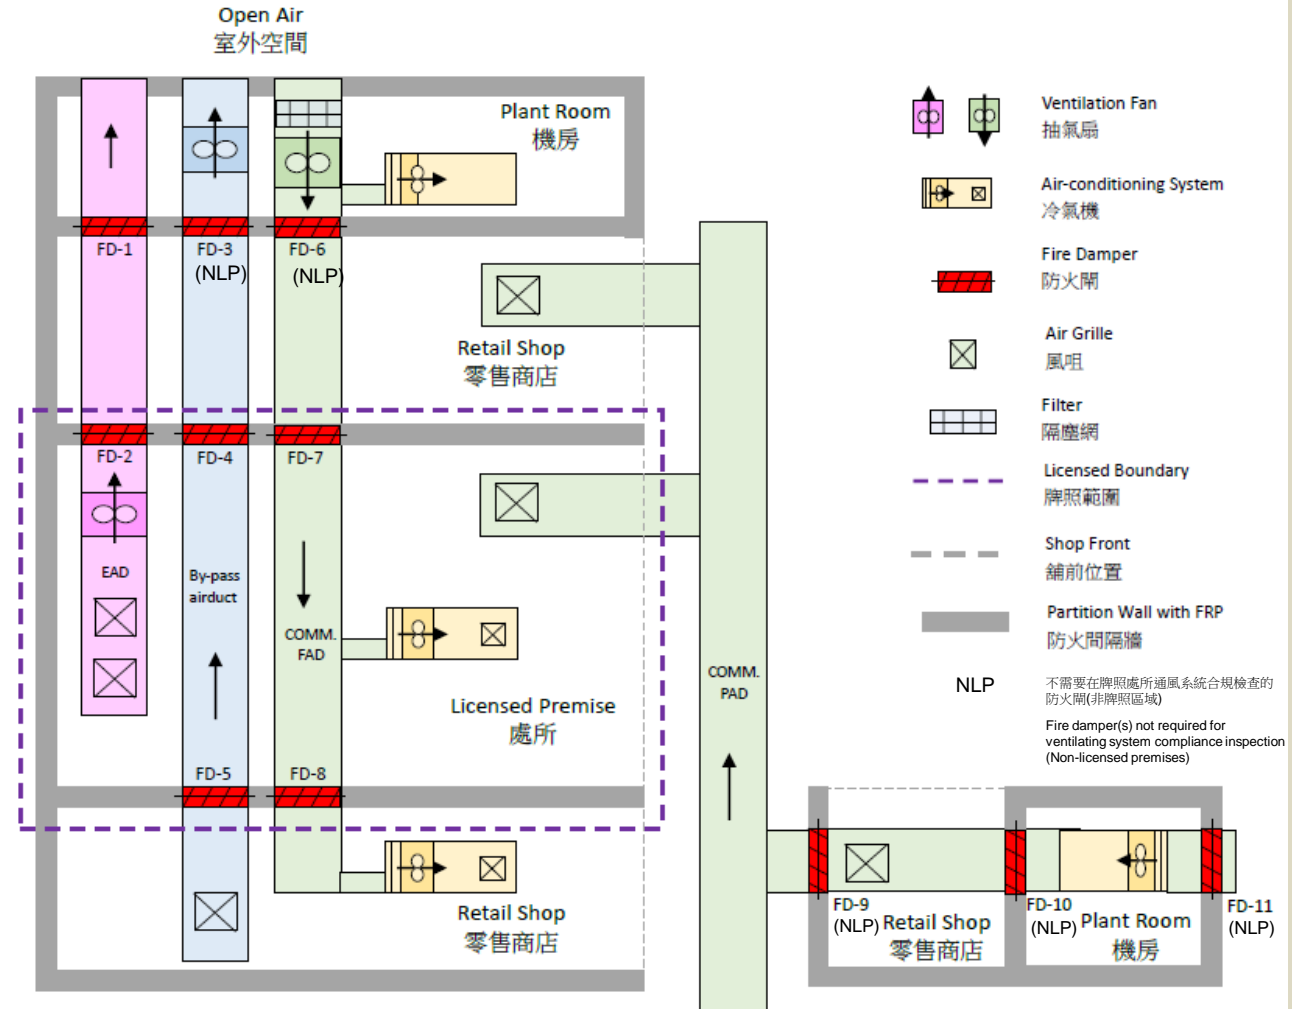 Open Air
室外空間
Plant Room
機房
FD-1
FD-3
(NLP)
FD-6
(NLP)
Retail Shop
零售商店
FD-2
FD-4
FD-7
EAD
By-pass
airduct
COMM.
FAD
Licensed Premise
處所
FD-5
FD-8
Retail Shop
零售商店
COMM.
PAD
FD-9
(NLP)
Retail Shop
零售商店
FD-10
(NLP)
Plant Room
機房
FD-11
(NLP)
Ventilation Fan
抽氣扇
Air-conditioning System
冷氣機
Fire Damper
防火閘
Air Grille
風咀
Filter
隔塵網
Licensed Boundary
牌照範圍
Shop Front
舖前位置
Partition Wall with FRP
防火間隔牆
NLP
不需要在牌照處所通風系統合規檢查的
防火閘(非牌照區域)
Fire damper(s) not required for
ventilating system compliance inspection
(Non-licensed premises)